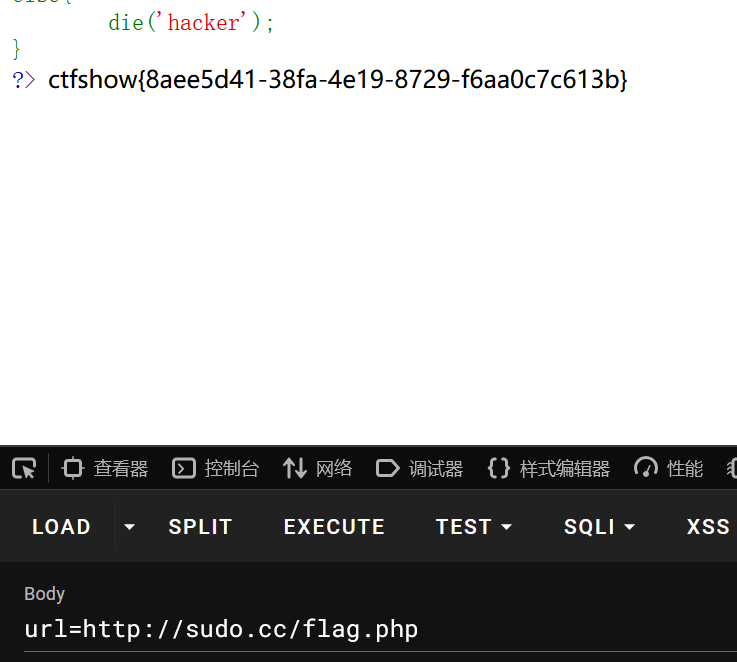 die('hacker');
}
?> ctfshow{8aee5d41-38fa-4e19-8729-f6aa0c7c613b}
查看器 控制台 网络 调试器 {} 样式编辑器 性能
LOAD SPLIT EXECUTE TEST SQLI XSS
Body
url=http://sudo.cc/flag.php